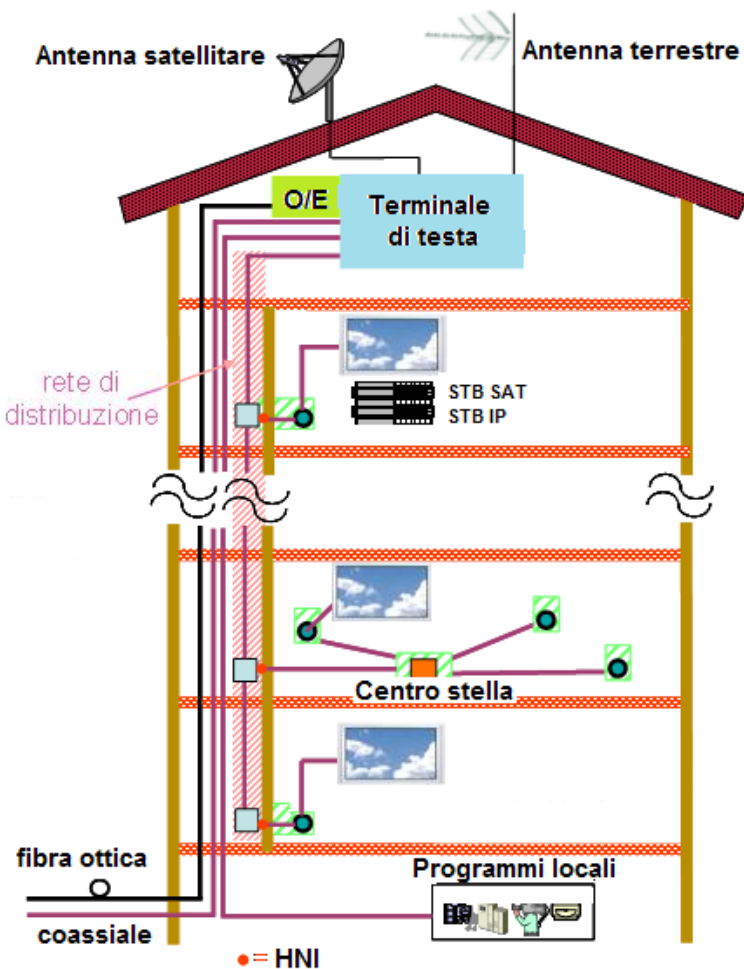 Antenna satellitare
Antenna terrestre
O/E
Terminale
di testa
rete di
distribuzione
STB SAT
STB IP
Centro stella
fibra ottica
coassiale
Programmi locali
= HNI